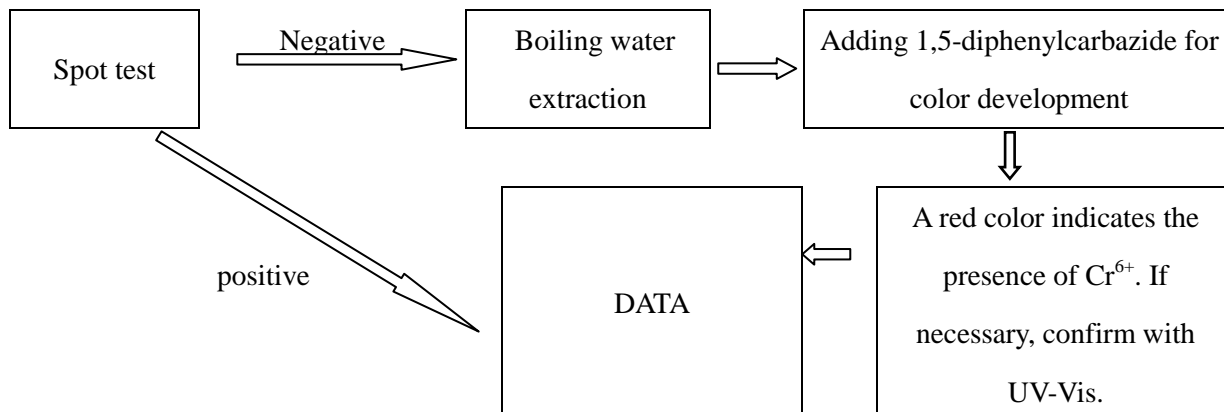 Spot test
Negative
Boiling water
extraction
Adding 1,5-diphenylcarbazide for
color development
positive
DATA
A red color indicates the
presence of Cr⁶⁺. If
necessary, confirm with
UV-Vis.